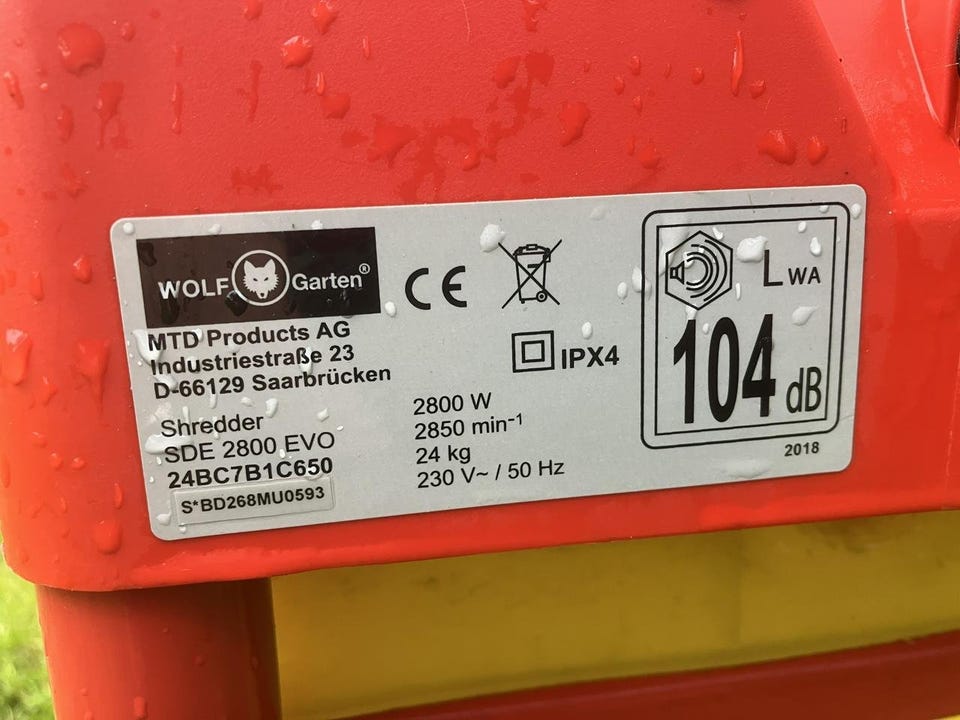 WOLF Garten®
CE
MTD Products AG
Industriestraße 23
D-66129 Saarbrücken
IPX4
Shredder
SDE 2800 EVO
24BC7B1C650
S*BD268MU0593
2800 W
2850 min⁻¹
24 kg
230 V~ / 50 Hz
LWA
104 dB
2018